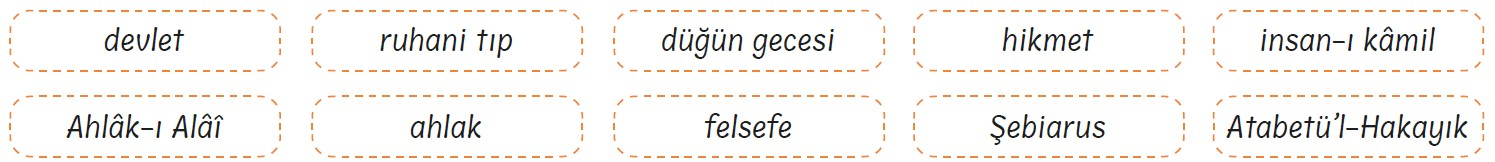 devlet ruhani tıp düğün gecesi hikmet insan-ı kâmil
Ahlâk-ı Alâî ahlak felsefe Şebiarus Atabetü’l-Hakayık